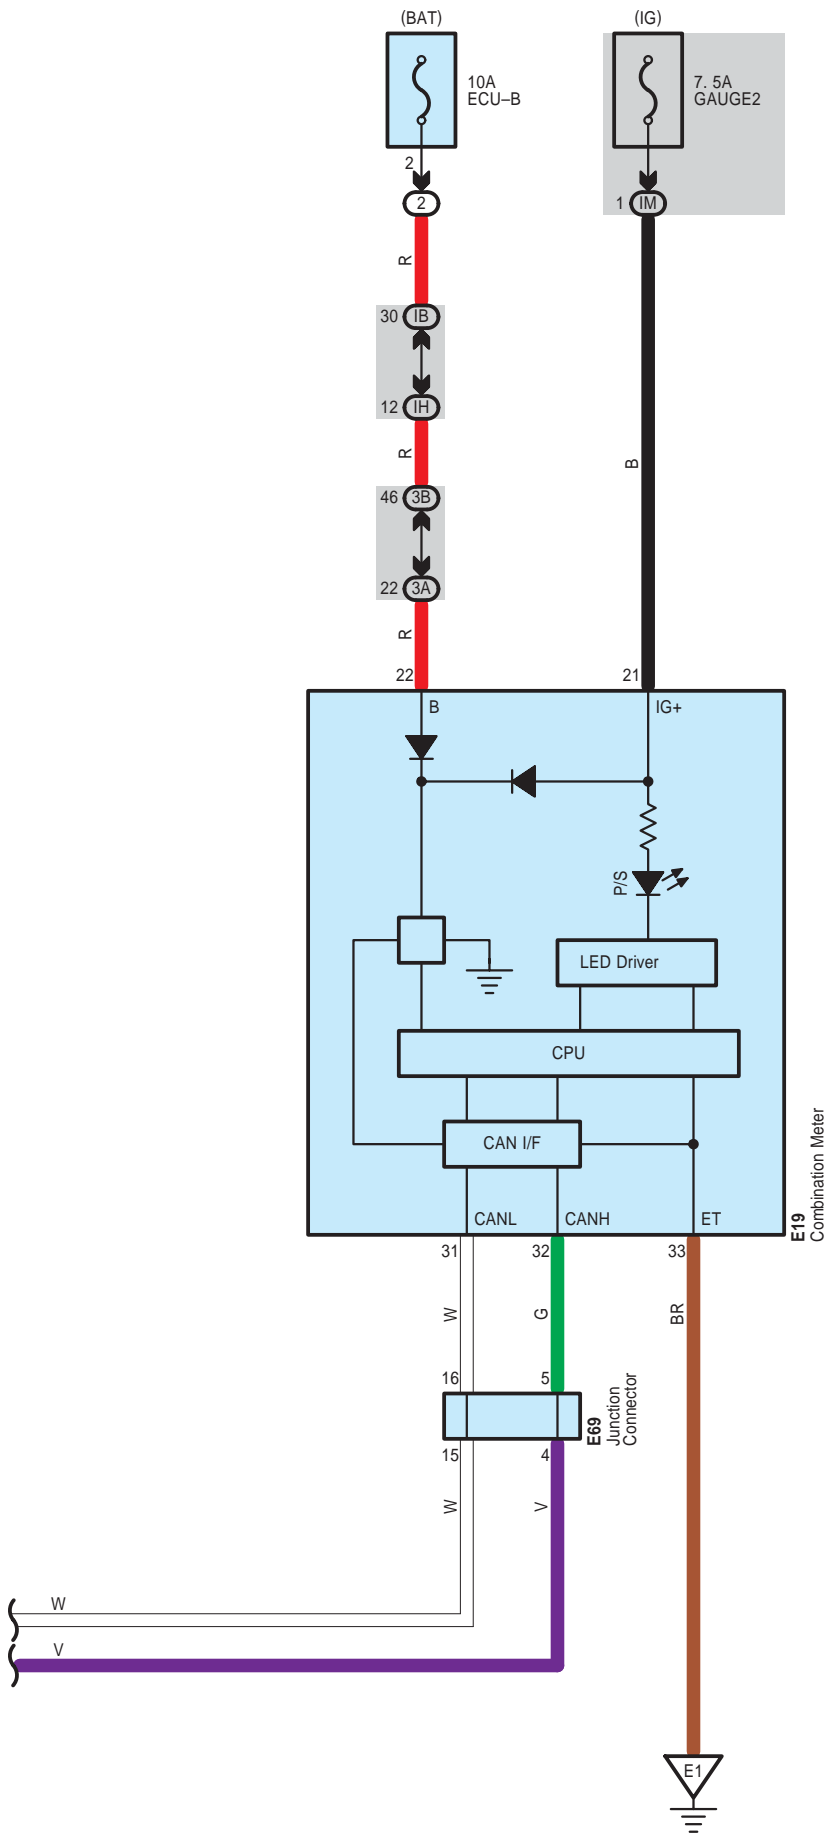 (BAT)
(IG)
10A
ECU–B
7. 5A
GAUGE2
2
2
1
IM
R
30
IB
12
IH
R
B
46
3B
22
3A
R
22
21
B
IG+
P/S
LED Driver
CPU
CAN I/F
CANL
CANH
ET
E19
Combination Meter
31
32
33
W
G
BR
16
5
E69
Junction
Connector
15
4
W
V
W
V
E1